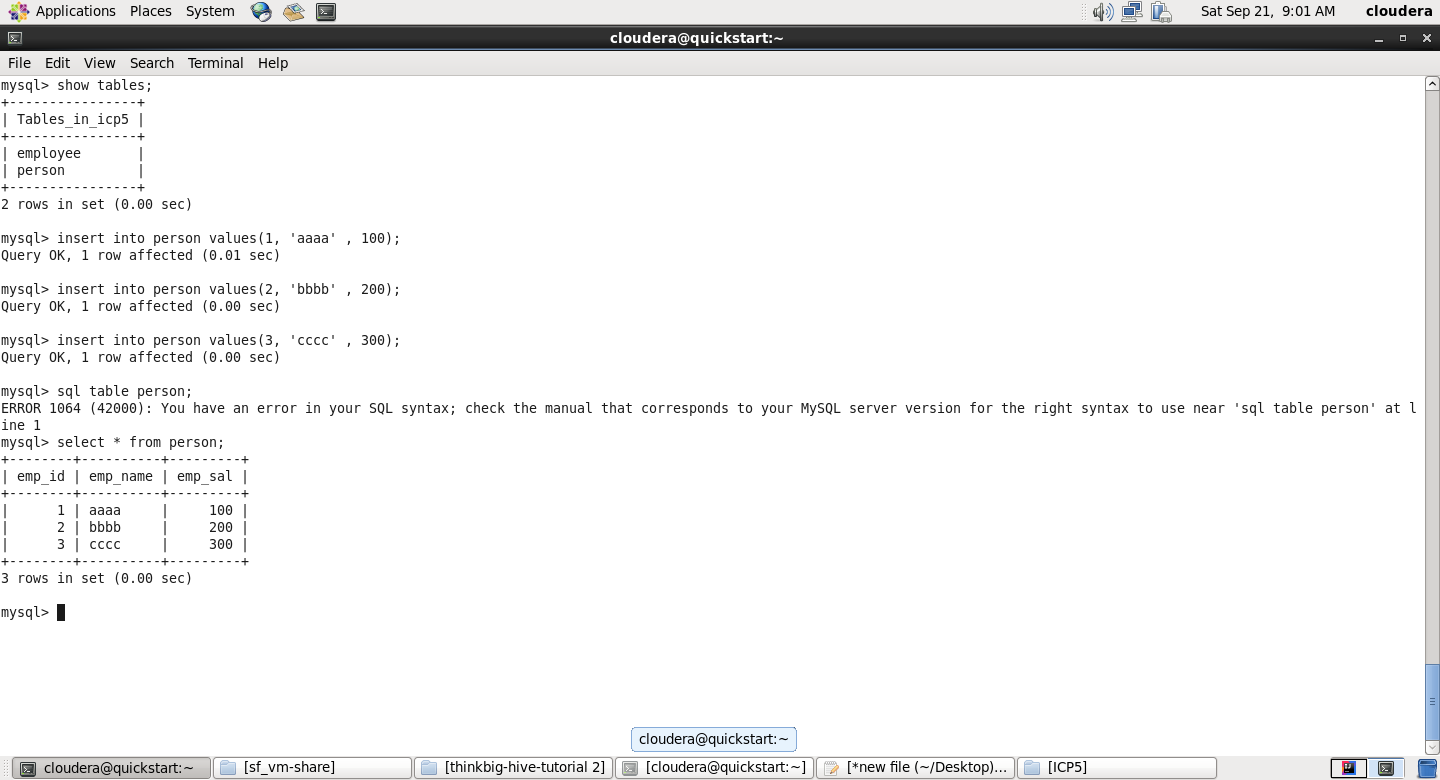 Applications Places System Sat Sep 21, 9:01 AM cloudera
cloudera@quickstart:~
File Edit View Search Terminal Help
mysql> show tables;
+----------------+
| Tables_in_icp5 |
+----------------+
| employee       |
| person         |
+----------------+
2 rows in set (0.00 sec)
mysql> insert into person values(1, 'aaaa' , 100);
Query OK, 1 row affected (0.01 sec)
mysql> insert into person values(2, 'bbbb' , 200);
Query OK, 1 row affected (0.00 sec)
mysql> insert into person values(3, 'cccc' , 300);
Query OK, 1 row affected (0.00 sec)
mysql> sql table person;
ERROR 1064 (42000): You have an error in your SQL syntax; check the manual that corresponds to your MySQL server version for the right syntax to use near 'sql table person' at l
ine 1
mysql> select * from person;
+--------+----------+---------+
| emp_id | emp_name | emp_sal |
+--------+----------+---------+
|      1 | aaaa     |     100 |
|      2 | bbbb     |     200 |
|      3 | cccc     |     300 |
+--------+----------+---------+
3 rows in set (0.00 sec)
mysql>
cloudera@quickstart:~
cloudera@quickstart:~ [sf_vm-share] [thinkbig-hive-tutorial 2] [cloudera@quickstart:~] [*new file (~/Desktop)... [ICP5]